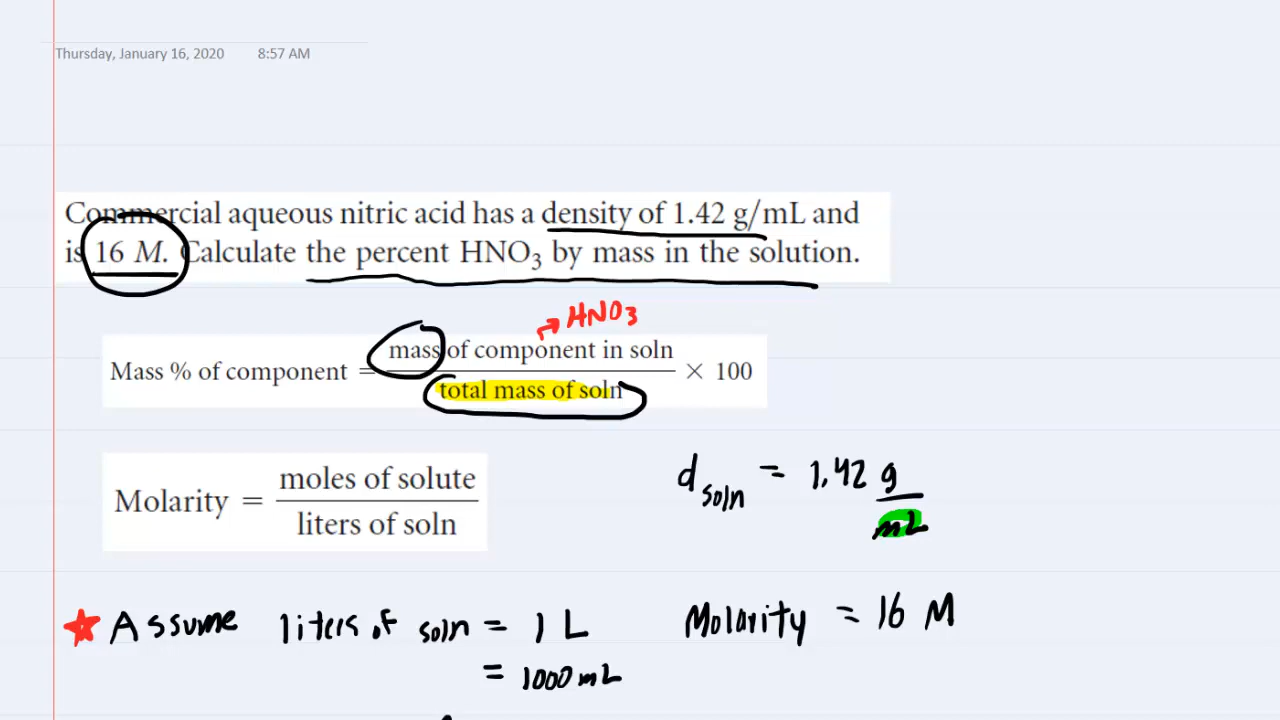 Thursday, January 16, 2020 8:57 AM
Commercial aqueous nitric acid has a density of 1.42 g/mL and
is 16 M. Calculate the percent HNO₃ by mass in the solution.
HNO₃
Mass % of component = mass of component in soln / total mass of soln × 100
d soln = 1.42 g / mL
Molarity = moles of solute / liters of soln
Assume liters of soln = 1 L
Molarity = 16 M
= 1000 mL